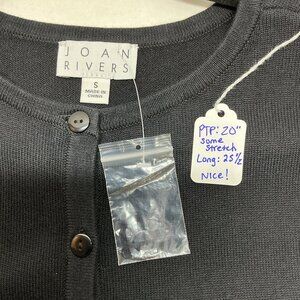 JOAN
RIVERS
S
MADE IN
CHINA
PTP: 20"
some
stretch
Long: 25½
NICE!